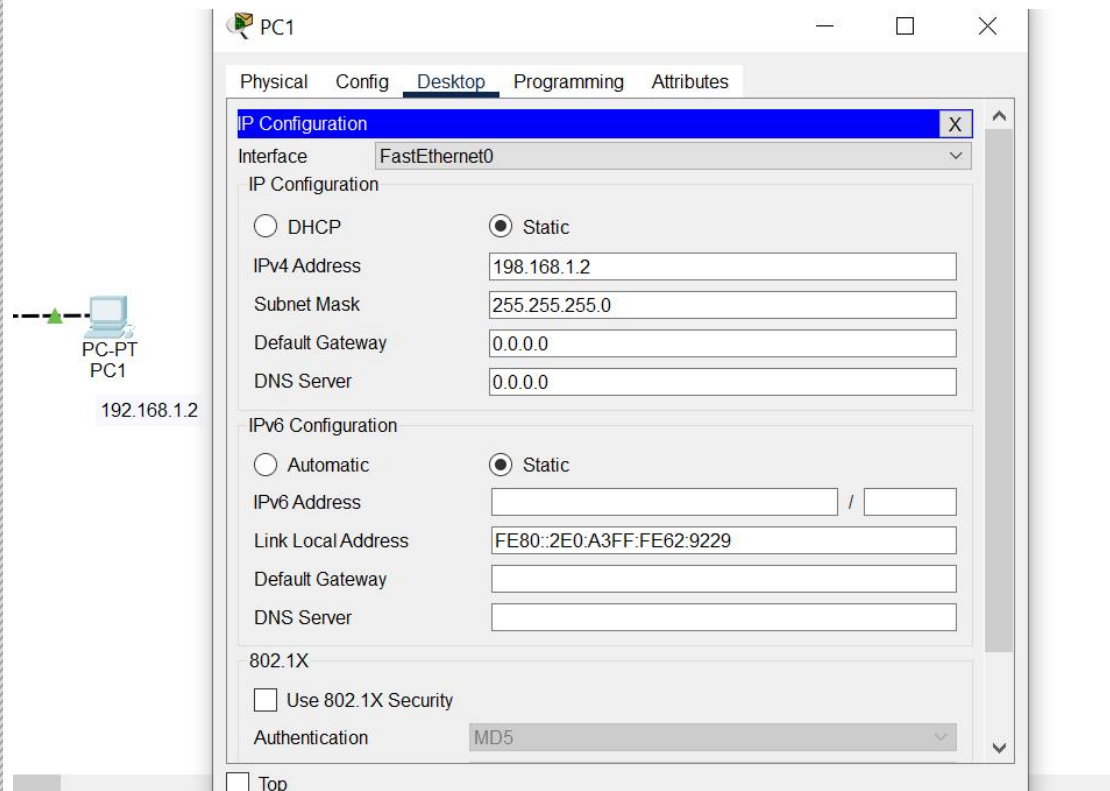 PC1
Physical Config Desktop Programming Attributes
IP Configuration X
Interface FastEthernet0
IP Configuration
DHCP Static
IPv4 Address 198.168.1.2
Subnet Mask 255.255.255.0
Default Gateway 0.0.0.0
DNS Server 0.0.0.0
PC-PT
PC1
192.168.1.2
IPv6 Configuration
Automatic Static
IPv6 Address /
Link Local Address FE80::2E0:A3FF:FE62:9229
Default Gateway
DNS Server
802.1X
Use 802.1X Security
Authentication MD5
Top